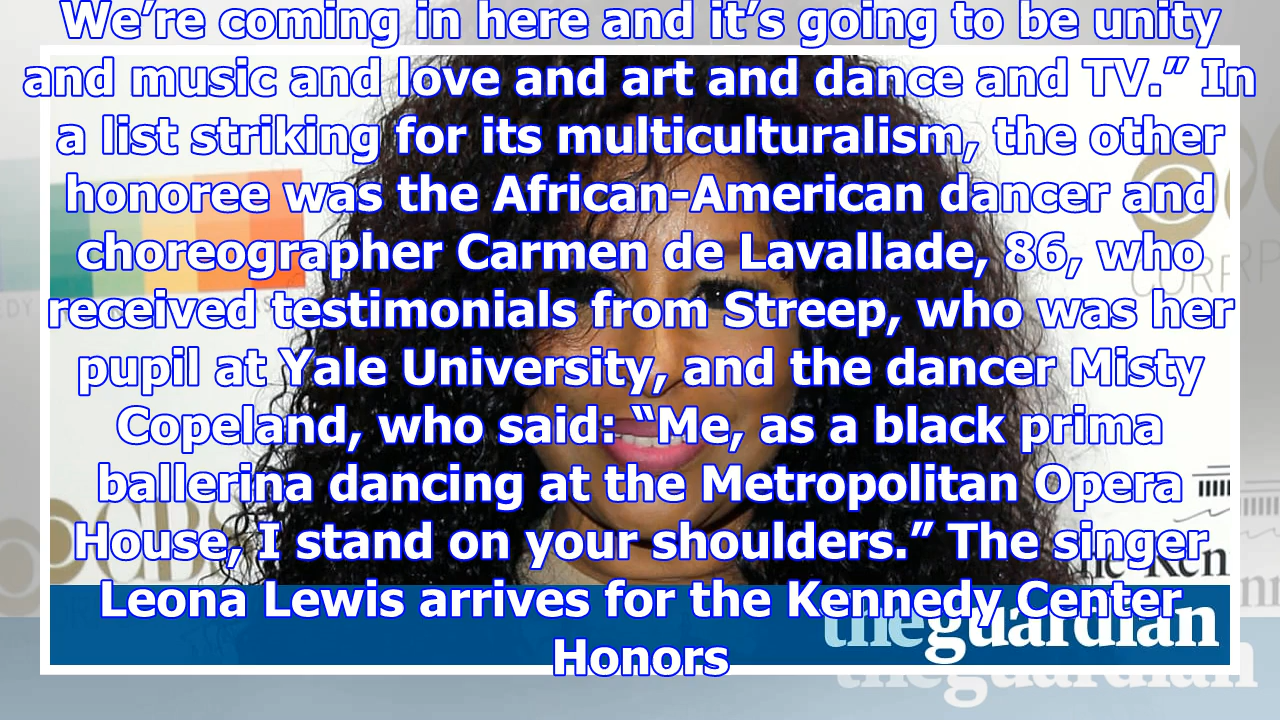 We’re coming in here and it’s going to be unity
and music and love and art and dance and TV.” In
a list striking for its multiculturalism, the other
honoree was the African-American dancer and
choreographer Carmen de Lavallade, 86, who
received testimonials from Streep, who was her
pupil at Yale University, and the dancer Misty
Copeland, who said: “Me, as a black prima
ballerina dancing at the Metropolitan Opera
House, I stand on your shoulders.” The singer
Leona Lewis arrives for the Kennedy Center
Honors
theguardian
CBS